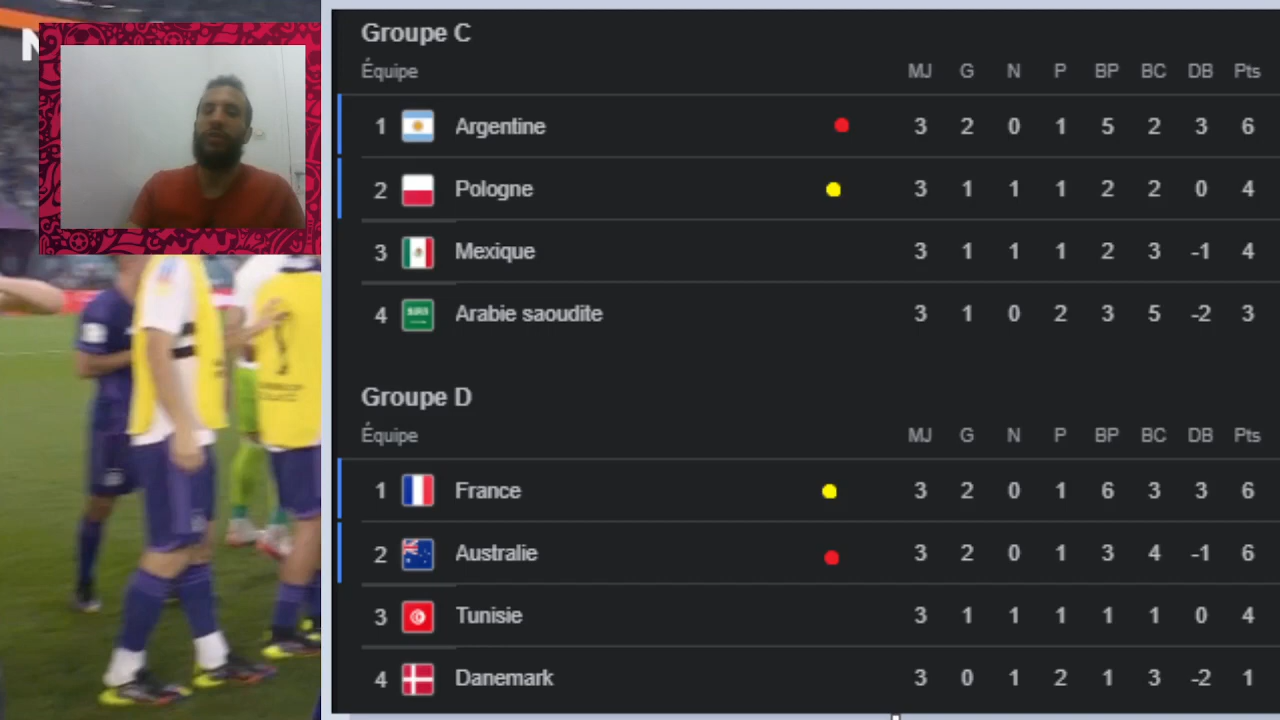 N
Groupe C
Équipe MJ G N P BP BC DB Pts
1 Argentine 3 2 0 1 5 2 3 6
2 Pologne 3 1 1 1 2 2 0 4
3 Mexique 3 1 1 1 2 3 -1 4
4 Arabie saoudite 3 1 0 2 3 5 -2 3
Groupe D
Équipe MJ G N P BP BC DB Pts
1 France 3 2 0 1 6 3 3 6
2 Australie 3 2 0 1 3 4 -1 6
3 Tunisie 3 1 1 1 1 1 0 4
4 Danemark 3 0 1 2 1 3 -2 1